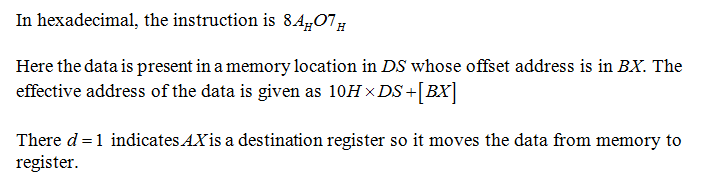 In hexadecimal, the instruction is 8A_H O7_H
Here the data is present in a memory location in DS whose offset address is in BX. The
effective address of the data is given as 10H×DS+[BX]
There d=1 indicates AX is a destination register so it moves the data from memory to
register.